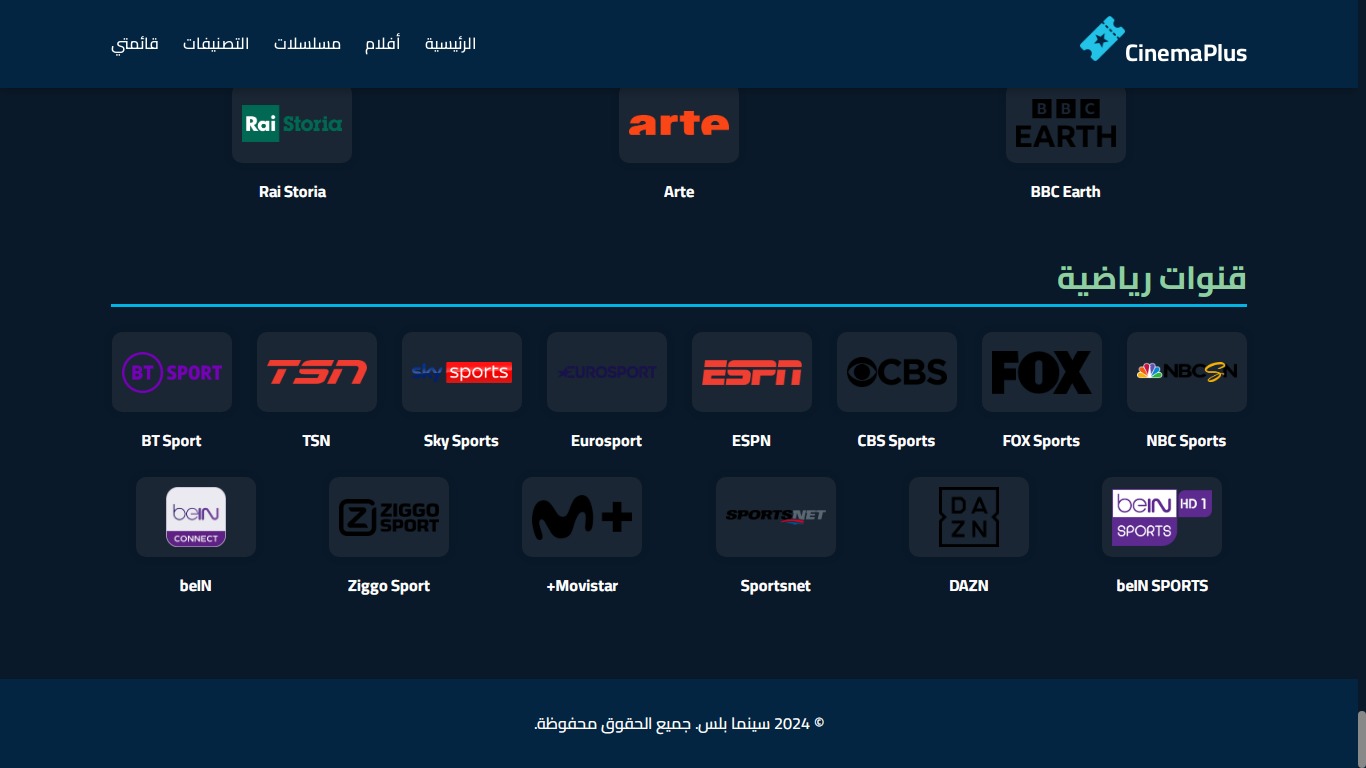 CinemaPlus
الرئيسية أفلام مسلسلات التصنيفات قائمتي
BBC EARTH
arte
Rai Storia
BBC Earth
Arte
Rai Storia
قنوات رياضية
NBCSN
FOX
CBS
ESPN
EUROSPORT
sky sports
TSN
BT SPORT
NBC Sports
FOX Sports
CBS Sports
ESPN
Eurosport
Sky Sports
TSN
BT Sport
beIN SPORTS HD 1
DAZN
SPORTSNET
M+
ZIGGO SPORT
beIN CONNECT
beIN SPORTS
DAZN
Sportsnet
+Movistar
Ziggo Sport
beIN
© 2024 سينما بلس. جميع الحقوق محفوظة.